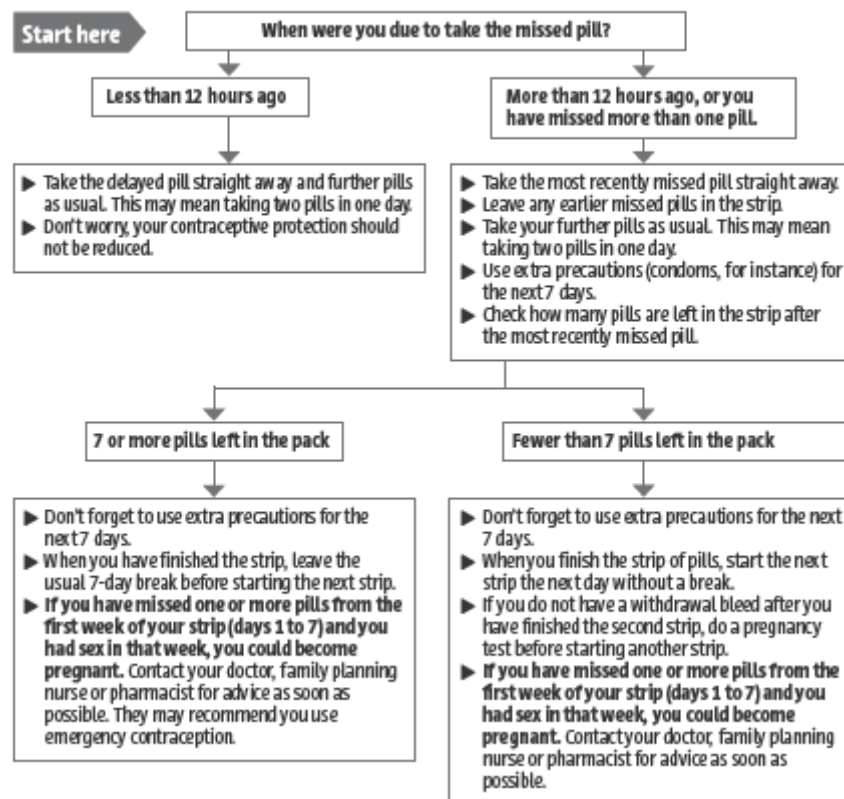 Start here
When were you due to take the missed pill?
Less than 12 hours ago
More than 12 hours ago, or you
have missed more than one pill.
▶ Take the delayed pill straight away and further pills
as usual. This may mean taking two pills in one day.
▶ Don't worry, your contraceptive protection should
not be reduced.
▶ Take the most recently missed pill straight away.
▶ Leave any earlier missed pills in the strip.
▶ Take your further pills as usual. This may mean
taking two pills in one day.
▶ Use extra precautions (condoms, for instance) for
the next 7 days.
▶ Check how many pills are left in the strip after
the most recently missed pill.
7 or more pills left in the pack
Fewer than 7 pills left in the pack
▶ Don't forget to use extra precautions for the
next 7 days.
▶ When you have finished the strip, leave the
usual 7-day break before starting the next strip.
▶ If you have missed one or more pills from the
first week of your strip (days 1 to 7) and you
had sex in that week, you could become
pregnant. Contact your doctor, family planning
nurse or pharmacist for advice as soon as
possible. They may recommend you use
emergency contraception.
▶ Don't forget to use extra precautions for the next
7 days.
▶ When you finish the strip of pills, start the next
strip the next day without a break.
▶ If you do not have a withdrawal bleed after you
have finished the second strip, do a pregnancy
test before starting another strip.
▶ If you have missed one or more pills from the
first week of your strip (days 1 to 7) and you
had sex in that week, you could become
pregnant. Contact your doctor, family planning
nurse or pharmacist for advice as soon as
possible.